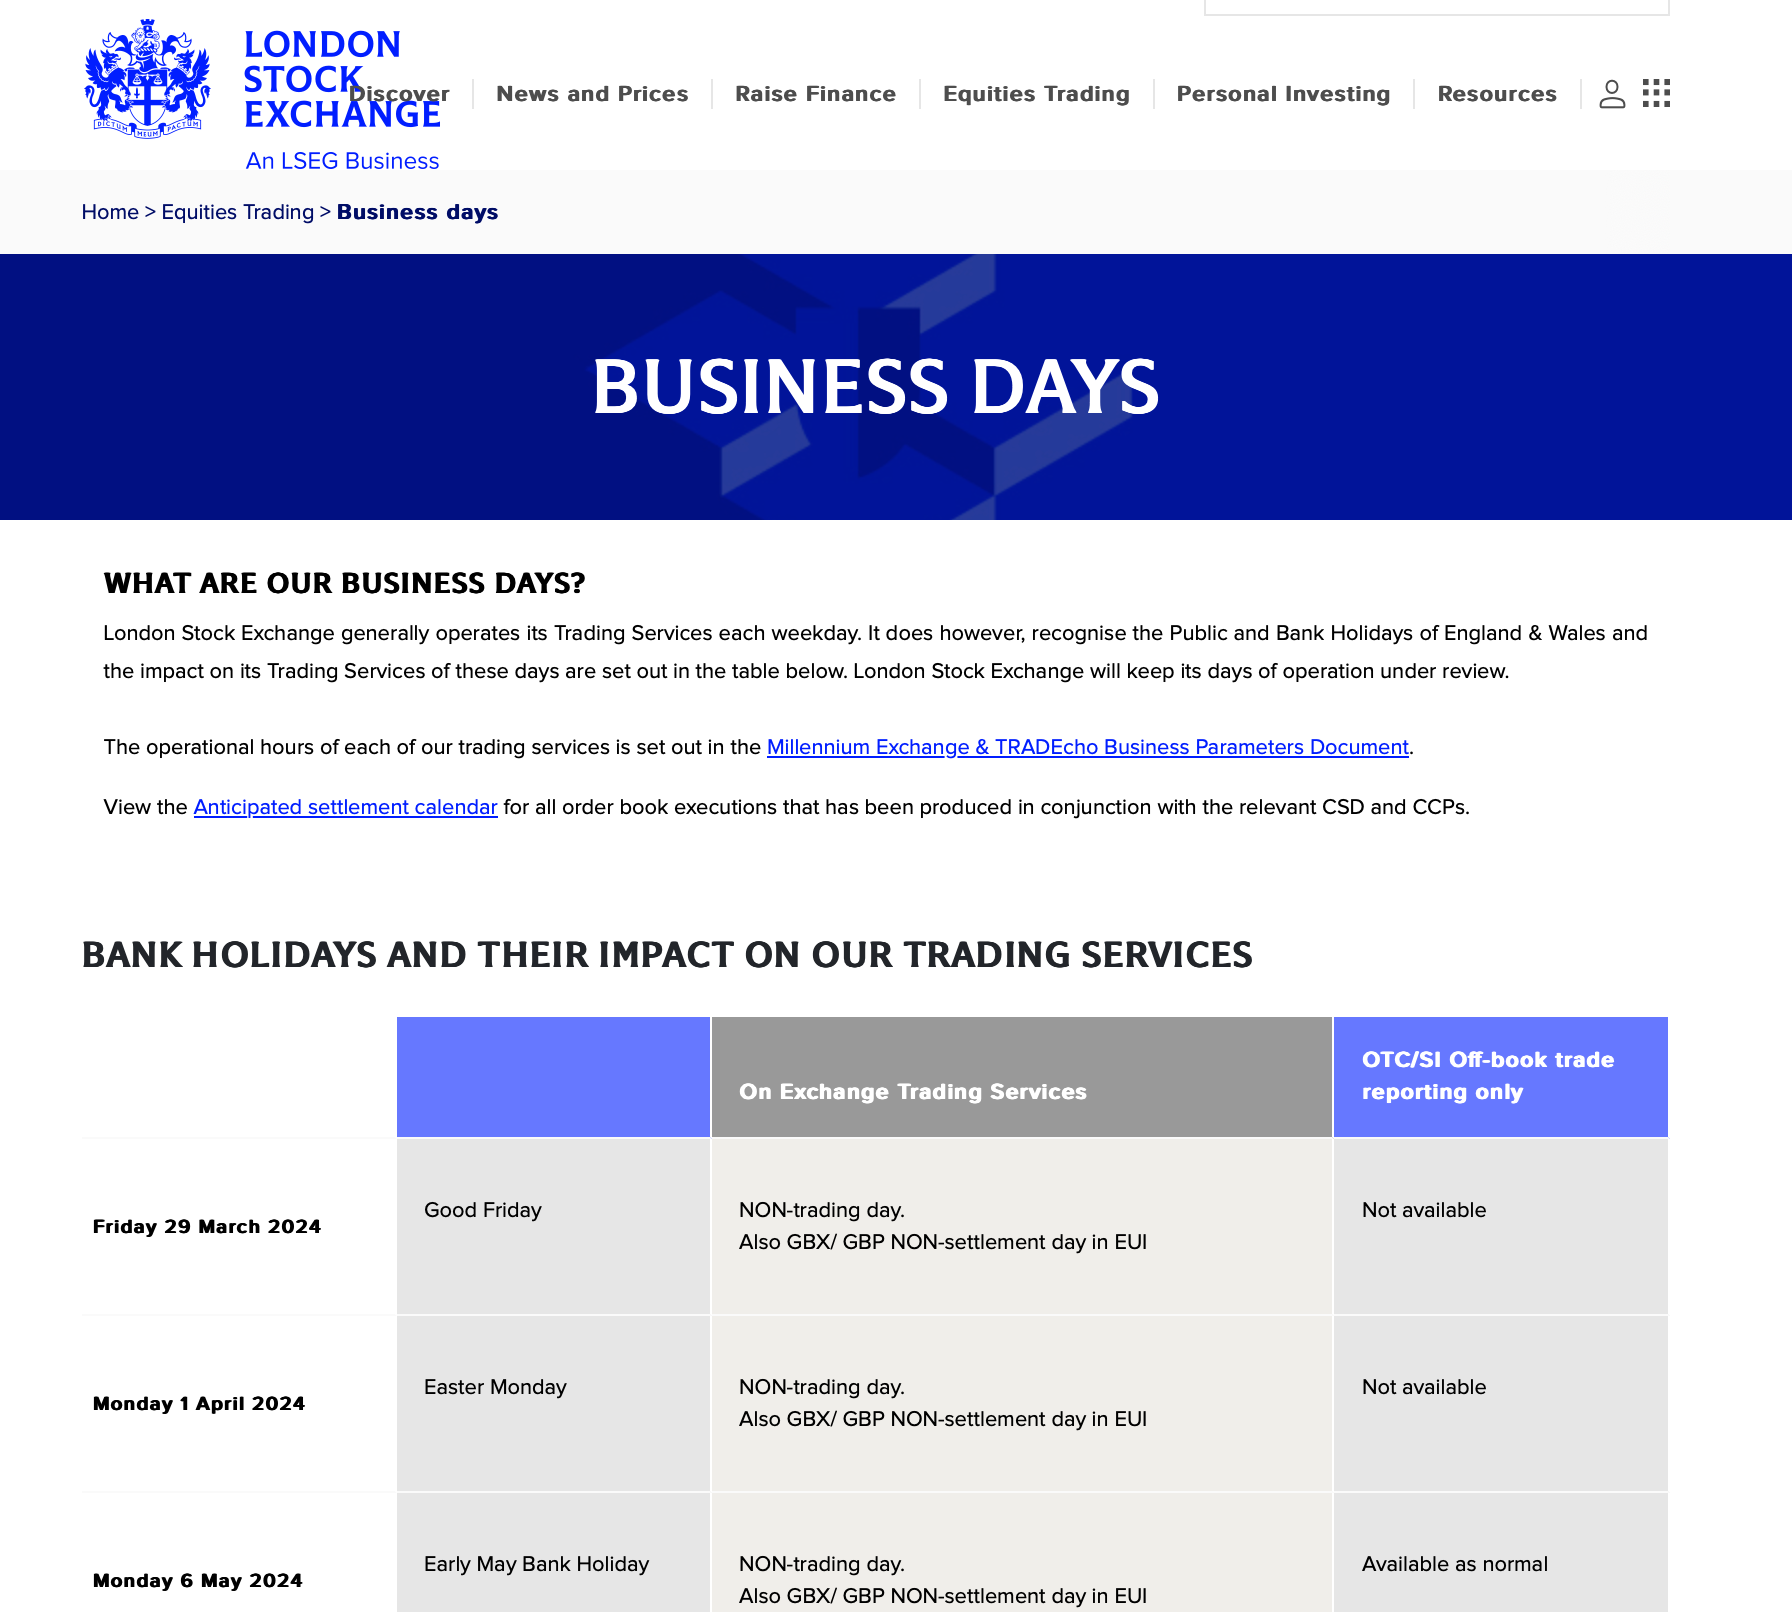 LONDON
STOCK
EXCHANGE
An LSEG Business
DICTUM MEUM PACTUM
Discover
News and Prices
Raise Finance
Equities Trading
Personal Investing
Resources
Home > Equities Trading > Business days
BUSINESS DAYS
WHAT ARE OUR BUSINESS DAYS?
London Stock Exchange generally operates its Trading Services each weekday. It does however, recognise the Public and Bank Holidays of England & Wales and
the impact on its Trading Services of these days are set out in the table below. London Stock Exchange will keep its days of operation under review.
The operational hours of each of our trading services is set out in the Millennium Exchange & TRADEcho Business Parameters Document.
View the Anticipated settlement calendar for all order book executions that has been produced in conjunction with the relevant CSD and CCPs.
BANK HOLIDAYS AND THEIR IMPACT ON OUR TRADING SERVICES
On Exchange Trading Services
OTC/SI Off-book trade
reporting only
Friday 29 March 2024
Good Friday
NON-trading day.
Also GBX/ GBP NON-settlement day in EUI
Not available
Monday 1 April 2024
Easter Monday
NON-trading day.
Also GBX/ GBP NON-settlement day in EUI
Not available
Monday 6 May 2024
Early May Bank Holiday
NON-trading day.
Also GBX/ GBP NON-settlement day in EUI
Available as normal